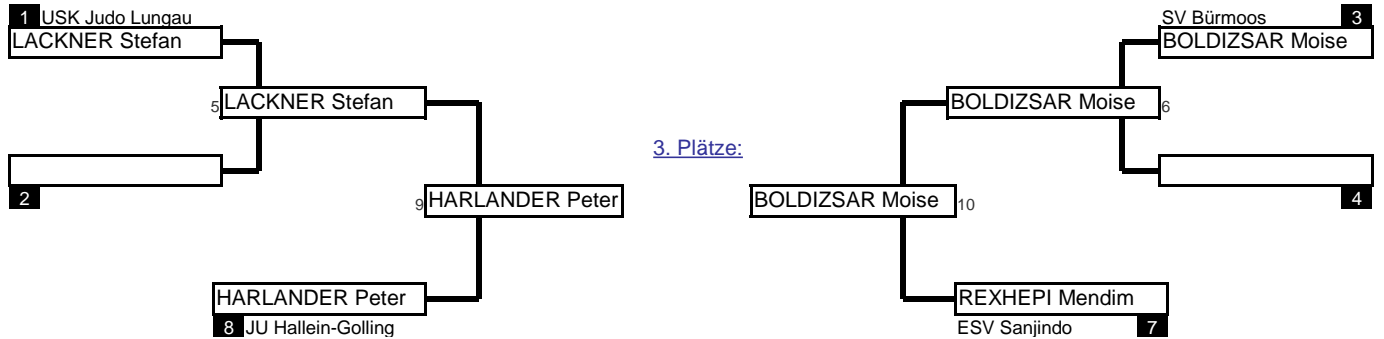 1 USK Judo Lungau
LACKNER Stefan
SV Bürmoos 3
BOLDIZSAR Moise
5 LACKNER Stefan
BOLDIZSAR Moise 6
3. Plätze:
2
4
9 HARLANDER Peter
BOLDIZSAR Moise 10
HARLANDER Peter
8 JU Hallein-Golling
REXHEPI Mendim
ESV Sanjindo 7